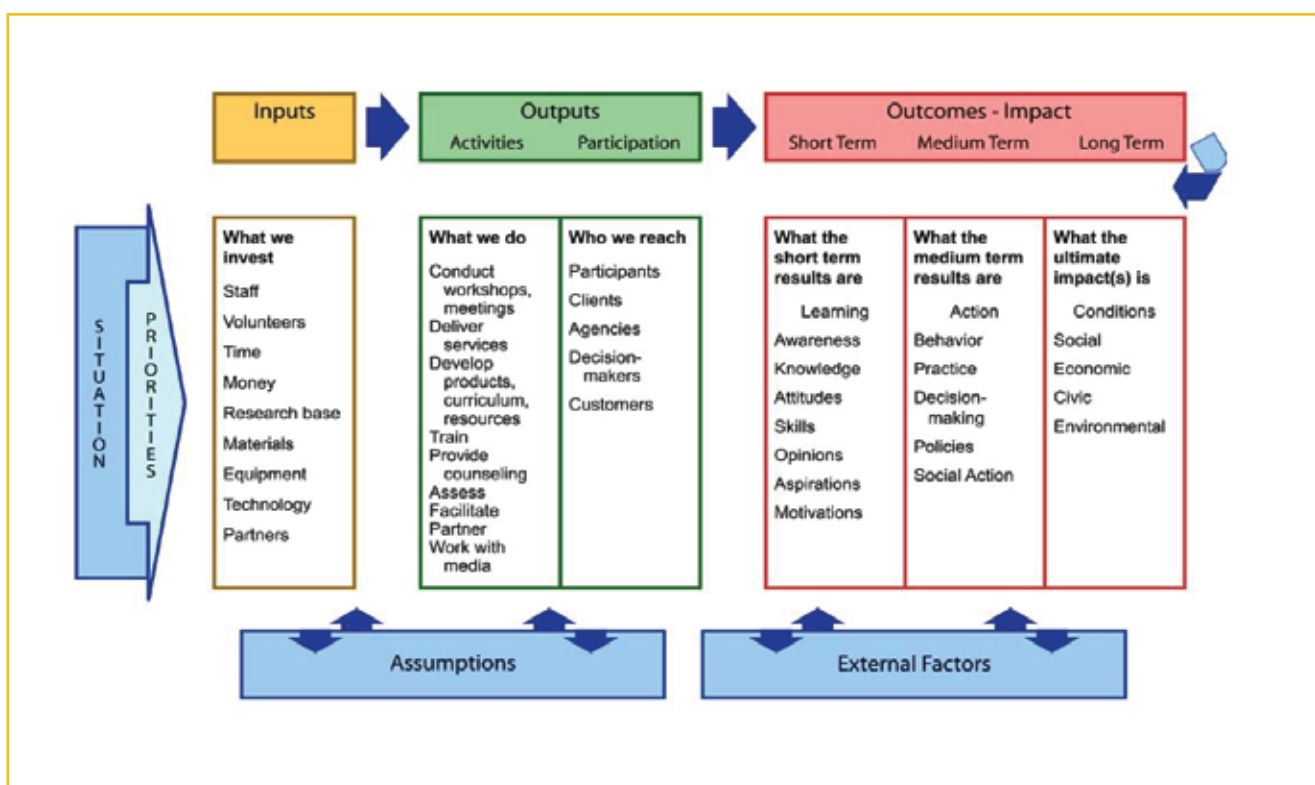 Inputs
Outputs
Activities
Participation
Outcomes - Impact
Short Term
Medium Term
Long Term
SITUATION
PRIORITIES
What we
invest
Staff
Volunteers
Time
Money
Research base
Materials
Equipment
Technology
Partners
What we do
Conduct
workshops,
meetings
Deliver
services
Develop
products,
curriculum,
resources
Train
Provide
counseling
Assess
Facilitate
Partner
Work with
media
Who we reach
Participants
Clients
Agencies
Decision-
makers
Customers
What the
short term
results are
Learning
Awareness
Knowledge
Attitudes
Skills
Opinions
Aspirations
Motivations
What the
medium term
results are
Action
Behavior
Practice
Decision-
making
Policies
Social Action
What the
ultimate
impact(s) is
Conditions
Social
Economic
Civic
Environmental
Assumptions
External Factors